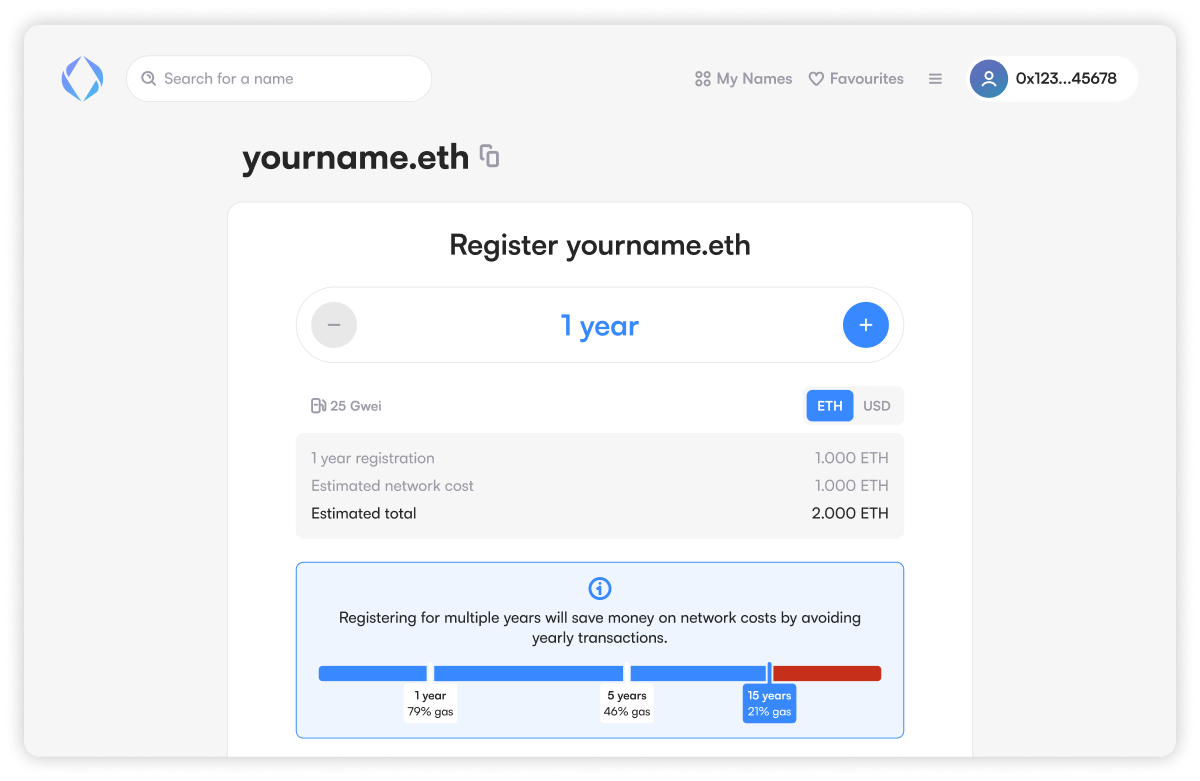 Search for a name
My Names
Favourites
0x123...45678
yourname.eth
Register yourname.eth
1 year
25 Gwei
ETH
USD
1 year registration 1.000 ETH
Estimated network cost 1.000 ETH
Estimated total 2.000 ETH
Registering for multiple years will save money on network costs by avoiding
yearly transactions.
1 year
79% gas
5 years
46% gas
15 years
21% gas